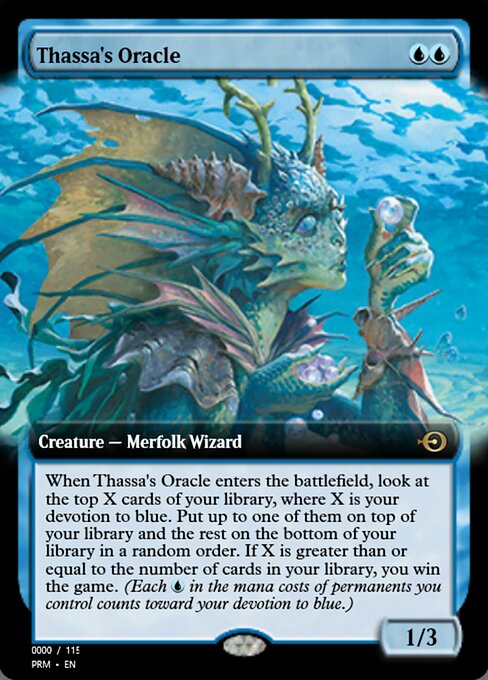 Thassa's Oracle
Creature — Merfolk Wizard
When Thassa's Oracle enters the battlefield, look at
the top X cards of your library, where X is your
devotion to blue. Put up to one of them on top of
your library and the rest on the bottom of your
library in a random order. If X is greater than or
equal to the number of cards in your library, you win
the game. (Each in the mana costs of permanents you
control counts toward your devotion to blue.)
1/3
0000 / 115
PRM • EN